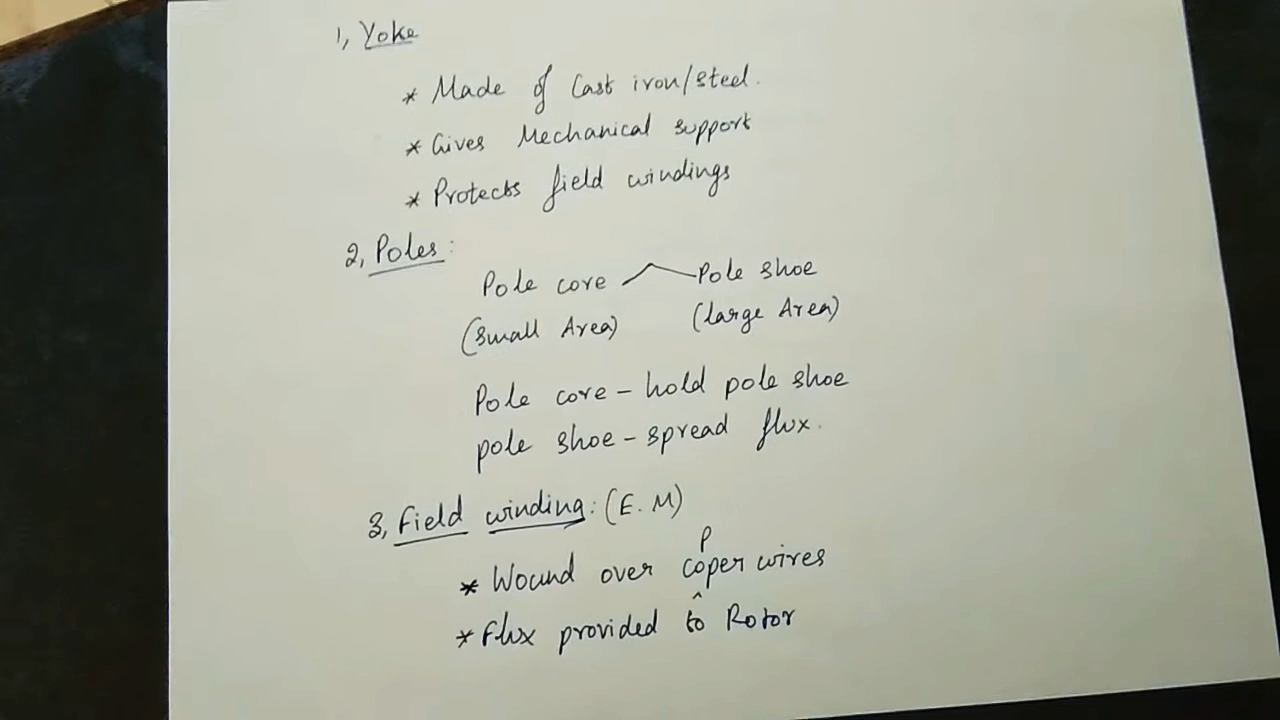 1, Yoke
* Made of Cast iron/steel.
* Gives Mechanical support
* Protects field windings
2, Poles:
Pole core Pole shoe
(small Area) (large Area)
Pole core - hold pole shoe
pole shoe - spread flux.
3, Field winding: (E.M)
P
* Wound over coper wires
^
* Flux provided to Rotor